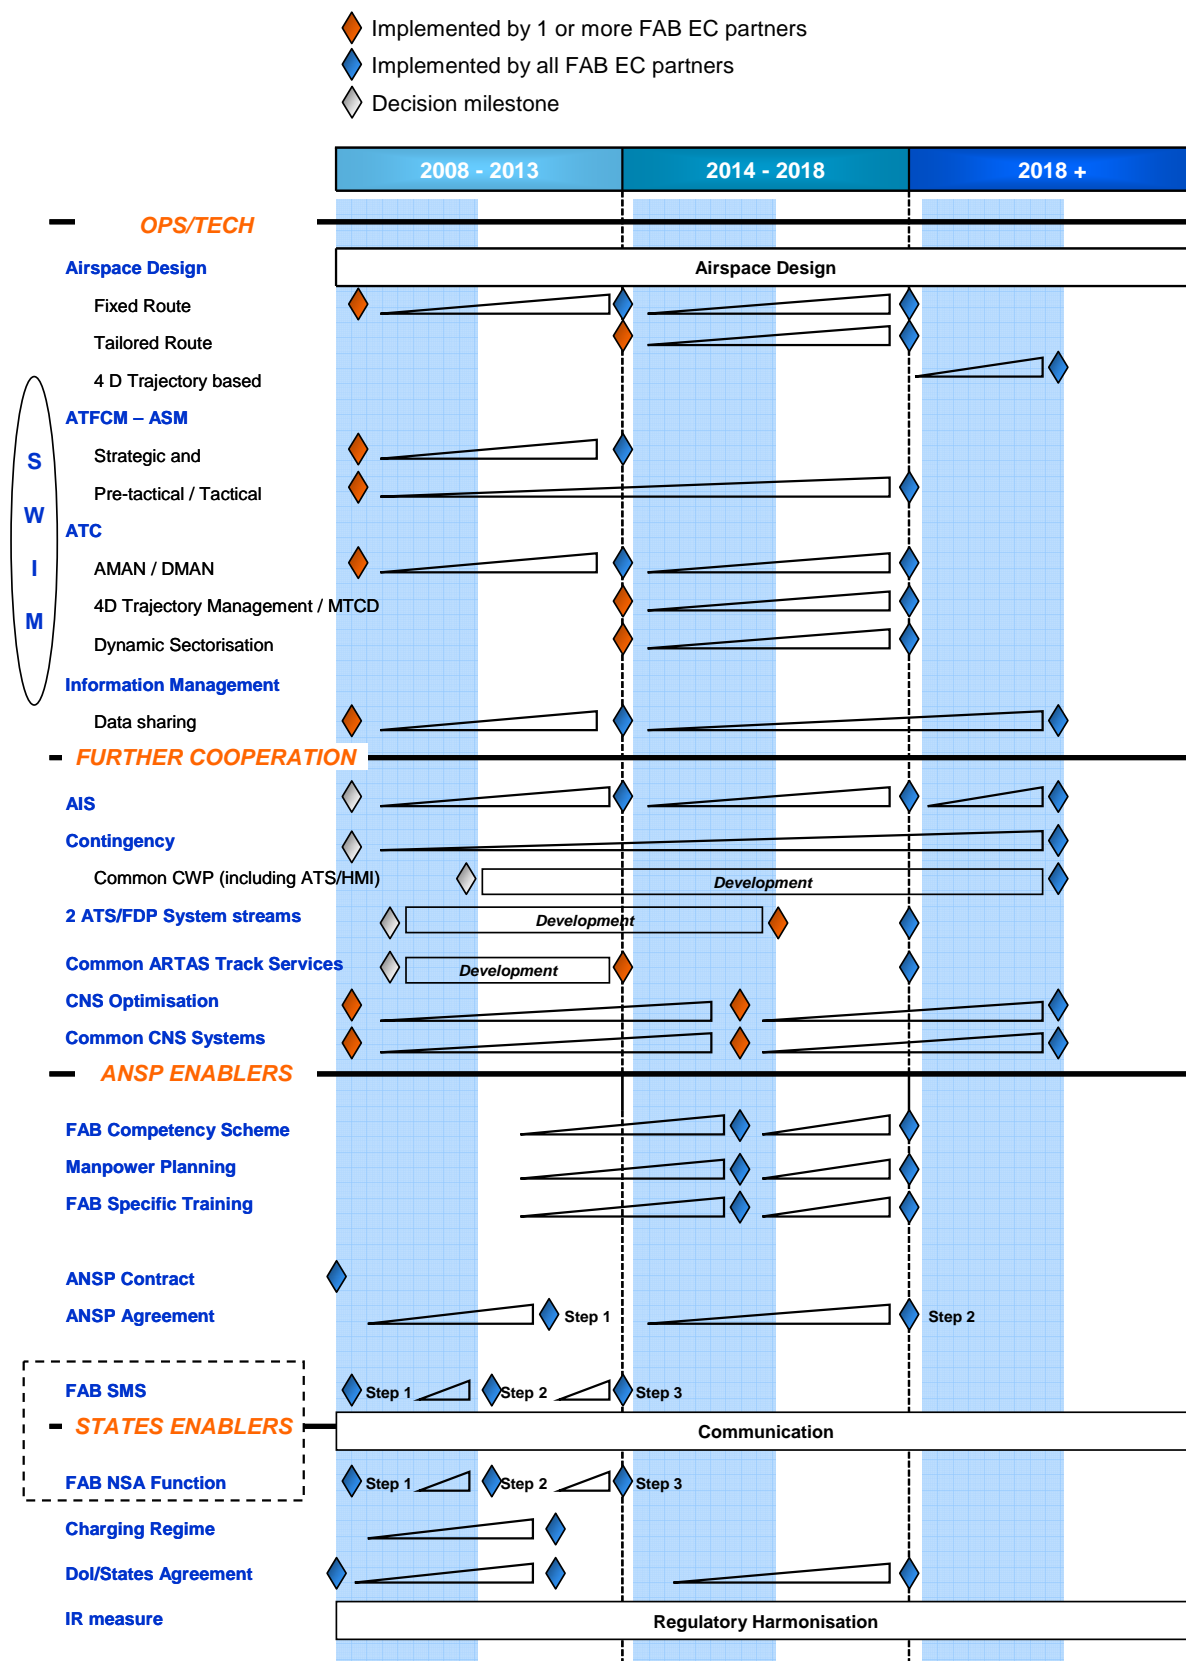 Implemented by 1 or more FAB EC partners
Implemented by all FAB EC partners
Decision milestone
2008 - 2013 2014 - 2018 2018 +
OPS/TECH
Airspace Design Airspace Design
Fixed Route
Tailored Route
4 D Trajectory based
ATFCM – ASM
S
Strategic and
Pre-tactical / Tactical
W
ATC
I
AMAN / DMAN
4D Trajectory Management / MTCD
M
Dynamic Sectorisation
Information Management
Data sharing
FURTHER COOPERATION
AIS
Contingency
Common CWP (including ATS/HMI) Development
2 ATS/FDP System streams Development
Common ARTAS Track Services Development
CNS Optimisation
Common CNS Systems
ANSP ENABLERS
FAB Competency Scheme
Manpower Planning
FAB Specific Training
ANSP Contract
ANSP Agreement Step 1 Step 2
FAB SMS Step 1 Step 2 Step 3
STATES ENABLERS Communication
FAB NSA Function Step 1 Step 2 Step 3
Charging Regime
DoI/States Agreement
IR measure Regulatory Harmonisation